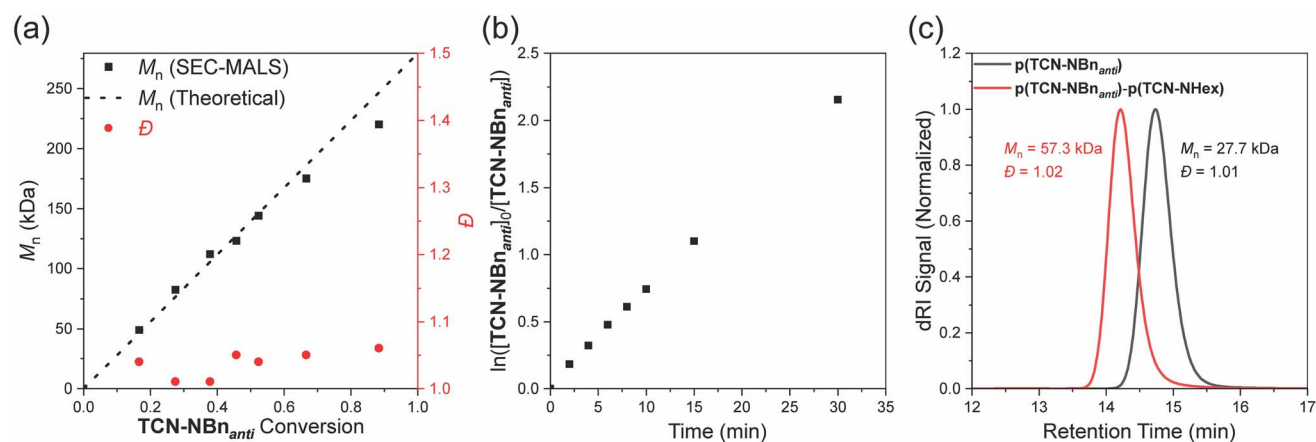 (a)
M_n (SEC-MALS)
M_n (Theoretical)
Đ
M_n (kDa)
250
200
150
100
50
0
0.0 0.2 0.4 0.6 0.8 1.0
TCN-NBn_anti Conversion
1.5
1.4
1.3
1.2
1.1
1.0
Đ
(b)
ln([TCN-NBn_anti]_0/[TCN-NBn_anti])
2.5
2.0
1.5
1.0
0.5
0.0
0 5 10 15 20 25 30 35
Time (min)
(c)
dRI Signal (Normalized)
1.2
1.0
0.8
0.6
0.4
0.2
0.0
p(TCN-NBn_anti)
p(TCN-NBn_anti)-p(TCN-NHex)
M_n = 57.3 kDa
Đ = 1.02
M_n = 27.7 kDa
Đ = 1.01
12 13 14 15 16 17
Retention Time (min)